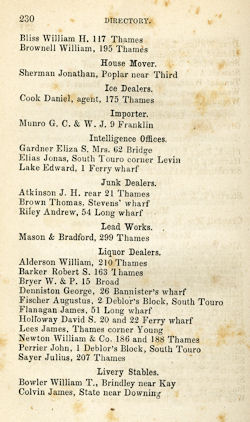 230 DIRECTORY.
Bliss William H. 117 Thames
Brownell William, 195 Thames
House Mover.
Sherman Jonathan, Poplar near Third
Ice Dealers.
Cook Daniel, agent, 175 Thames
Importer.
Munro G. C. & W. J. 9 Franklin
Intelligence Offices.
Gardner Eliza S. Mrs. 62 Bridge
Elias Jonas, South Touro corner Levin
Lake Edward, 1 Ferry wharf
Junk Dealers.
Atkinson J. H. rear 21 Thames
Brown Thomas, Stevens' wharf
Riley Andrew, 54 Long wharf
Lead Works.
Mason & Bradford, 299 Thames
Liquor Dealers.
Alderson William, 210 Thames
Barker Robert S. 163 Thames
Bryer W. & P. 15 Broad
Denniston George, 26 Bannister's wharf
Fischer Augustus, 2 Deblor's Block, South Touro
Flanagan James, 51 Long wharf
Holloway David S. 20 and 22 Ferry wharf
Lees James, Thames corner Young
Newton William & Co. 186 and 188 Thames
Perrier John, 1 Deblor's Block, South Touro
Sayer Julius, 207 Thames
Livery Stables.
Bowler William T., Brindley near Kay
Colvin James, State near Downing